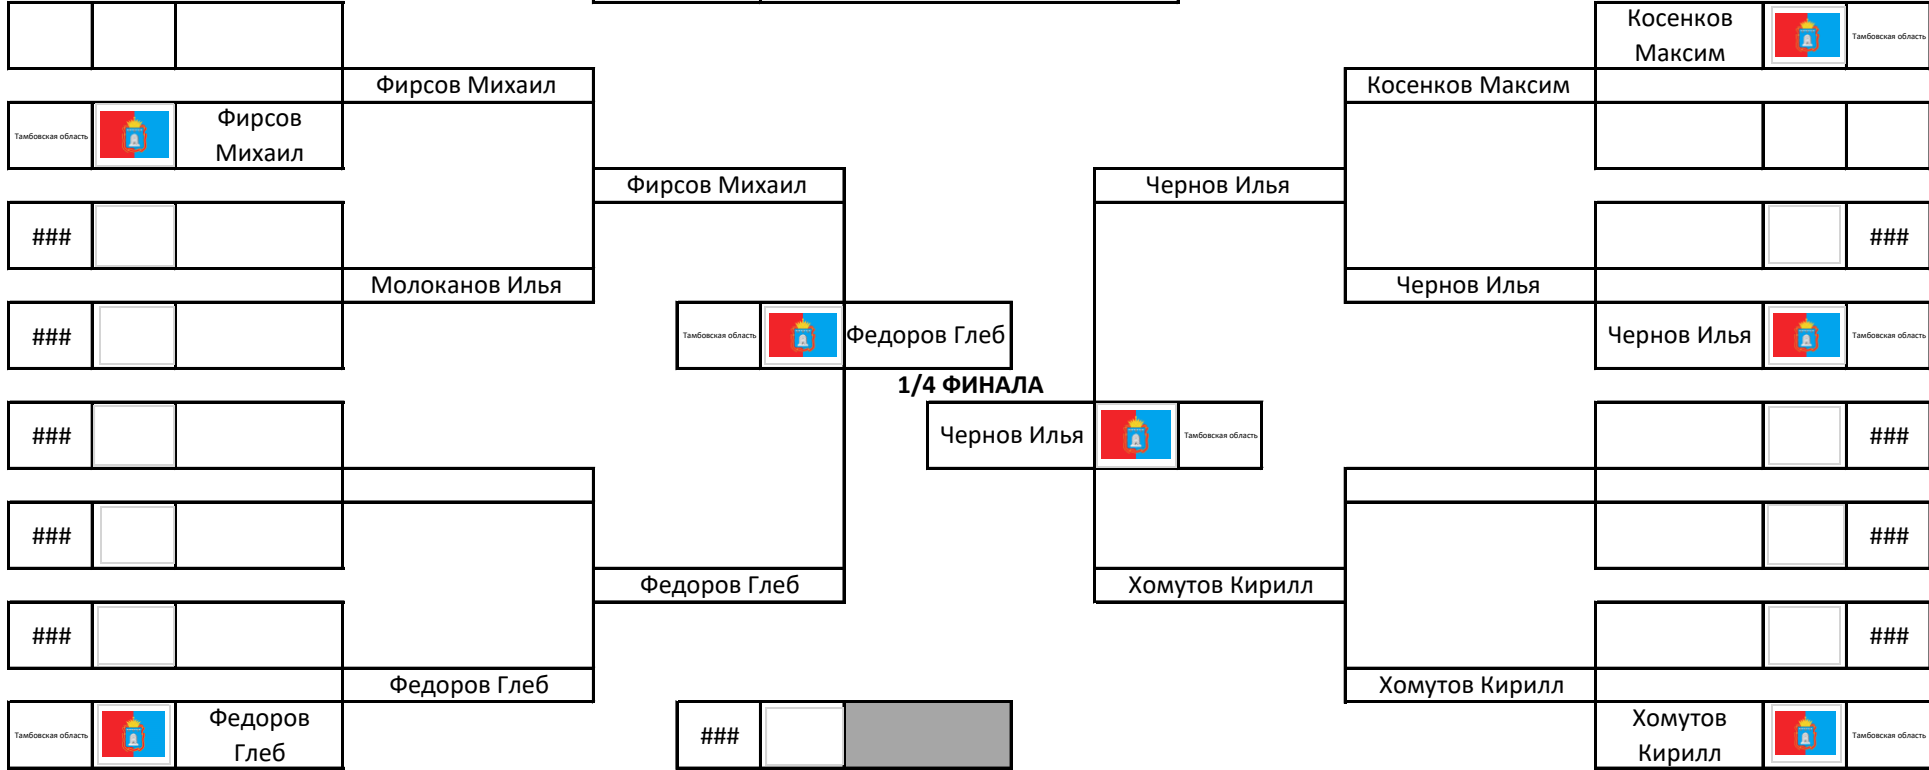 Косенков
Максим
Тамбовская область
Фирсов Михаил
Косенков Максим
Тамбовская область
Фирсов
Михаил
Фирсов Михаил
Чернов Илья
###
###
Молоканов Илья
Чернов Илья
###
Тамбовская область
Федоров Глеб
Чернов Илья
Тамбовская область
1/4 ФИНАЛА
###
Чернов Илья
Тамбовская область
###
###
###
Федоров Глеб
Хомутов Кирилл
###
###
Федоров Глеб
Хомутов Кирилл
Тамбовская область
Федоров
Глеб
###
Хомутов
Кирилл
Тамбовская область